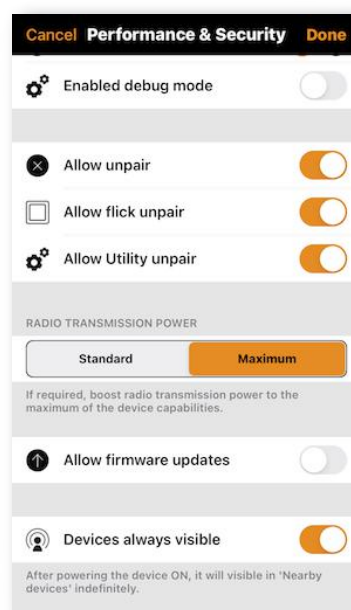 Cancel Performance & Security Done
Enabled debug mode
Allow unpair
Allow flick unpair
Allow Utility unpair
RADIO TRANSMISSION POWER
Standard Maximum
If required, boost radio transmission power to the
maximum of the device capabilities.
Allow firmware updates
Devices always visible
After powering the device ON, it will visible in 'Nearby
devices' indefinitely.